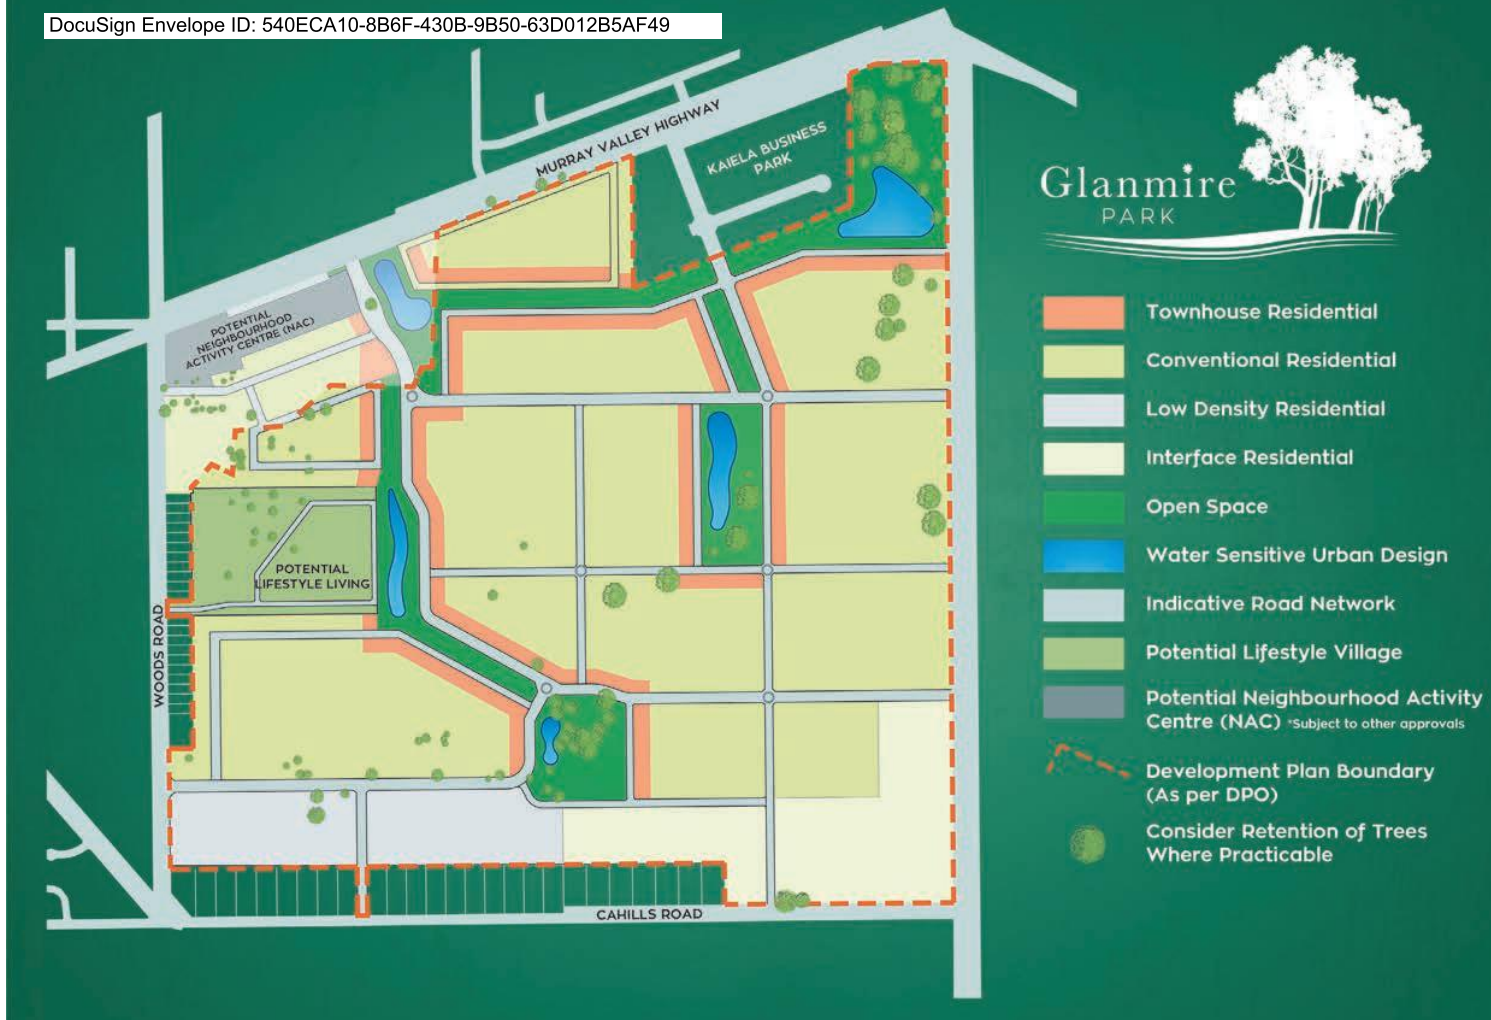 DocuSign Envelope ID: 540ECA10-8B6F-430B-9B50-63D012B5AF49
MURRAY VALLEY HIGHWAY
KAIELA BUSINESS
PARK
Glanmire
PARK
POTENTIAL
NEIGHBOURHOOD
ACTIVITY CENTRE (NAC)
POTENTIAL
LIFESTYLE LIVING
WOODS ROAD
CAHILLS ROAD
Townhouse Residential
Conventional Residential
Low Density Residential
Interface Residential
Open Space
Water Sensitive Urban Design
Indicative Road Network
Potential Lifestyle Village
Potential Neighbourhood Activity
Centre (NAC) *Subject to other approvals
Development Plan Boundary
(As per DPO)
Consider Retention of Trees
Where Practicable